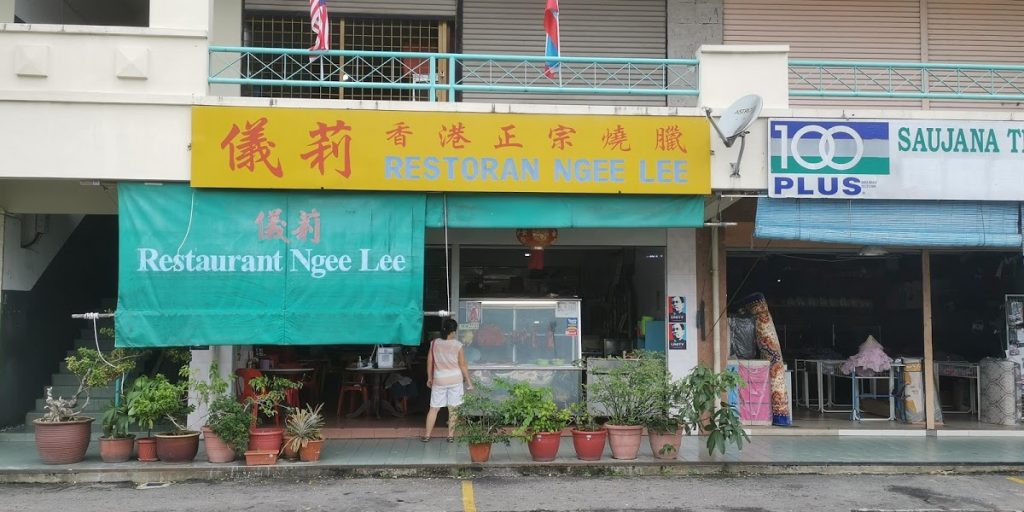 儀莉 香港正宗燒臘
RESTORAN NGEE LEE
儀莉
Restaurant Ngee Lee
ASTRO
100
PLUS
SAUJANA T